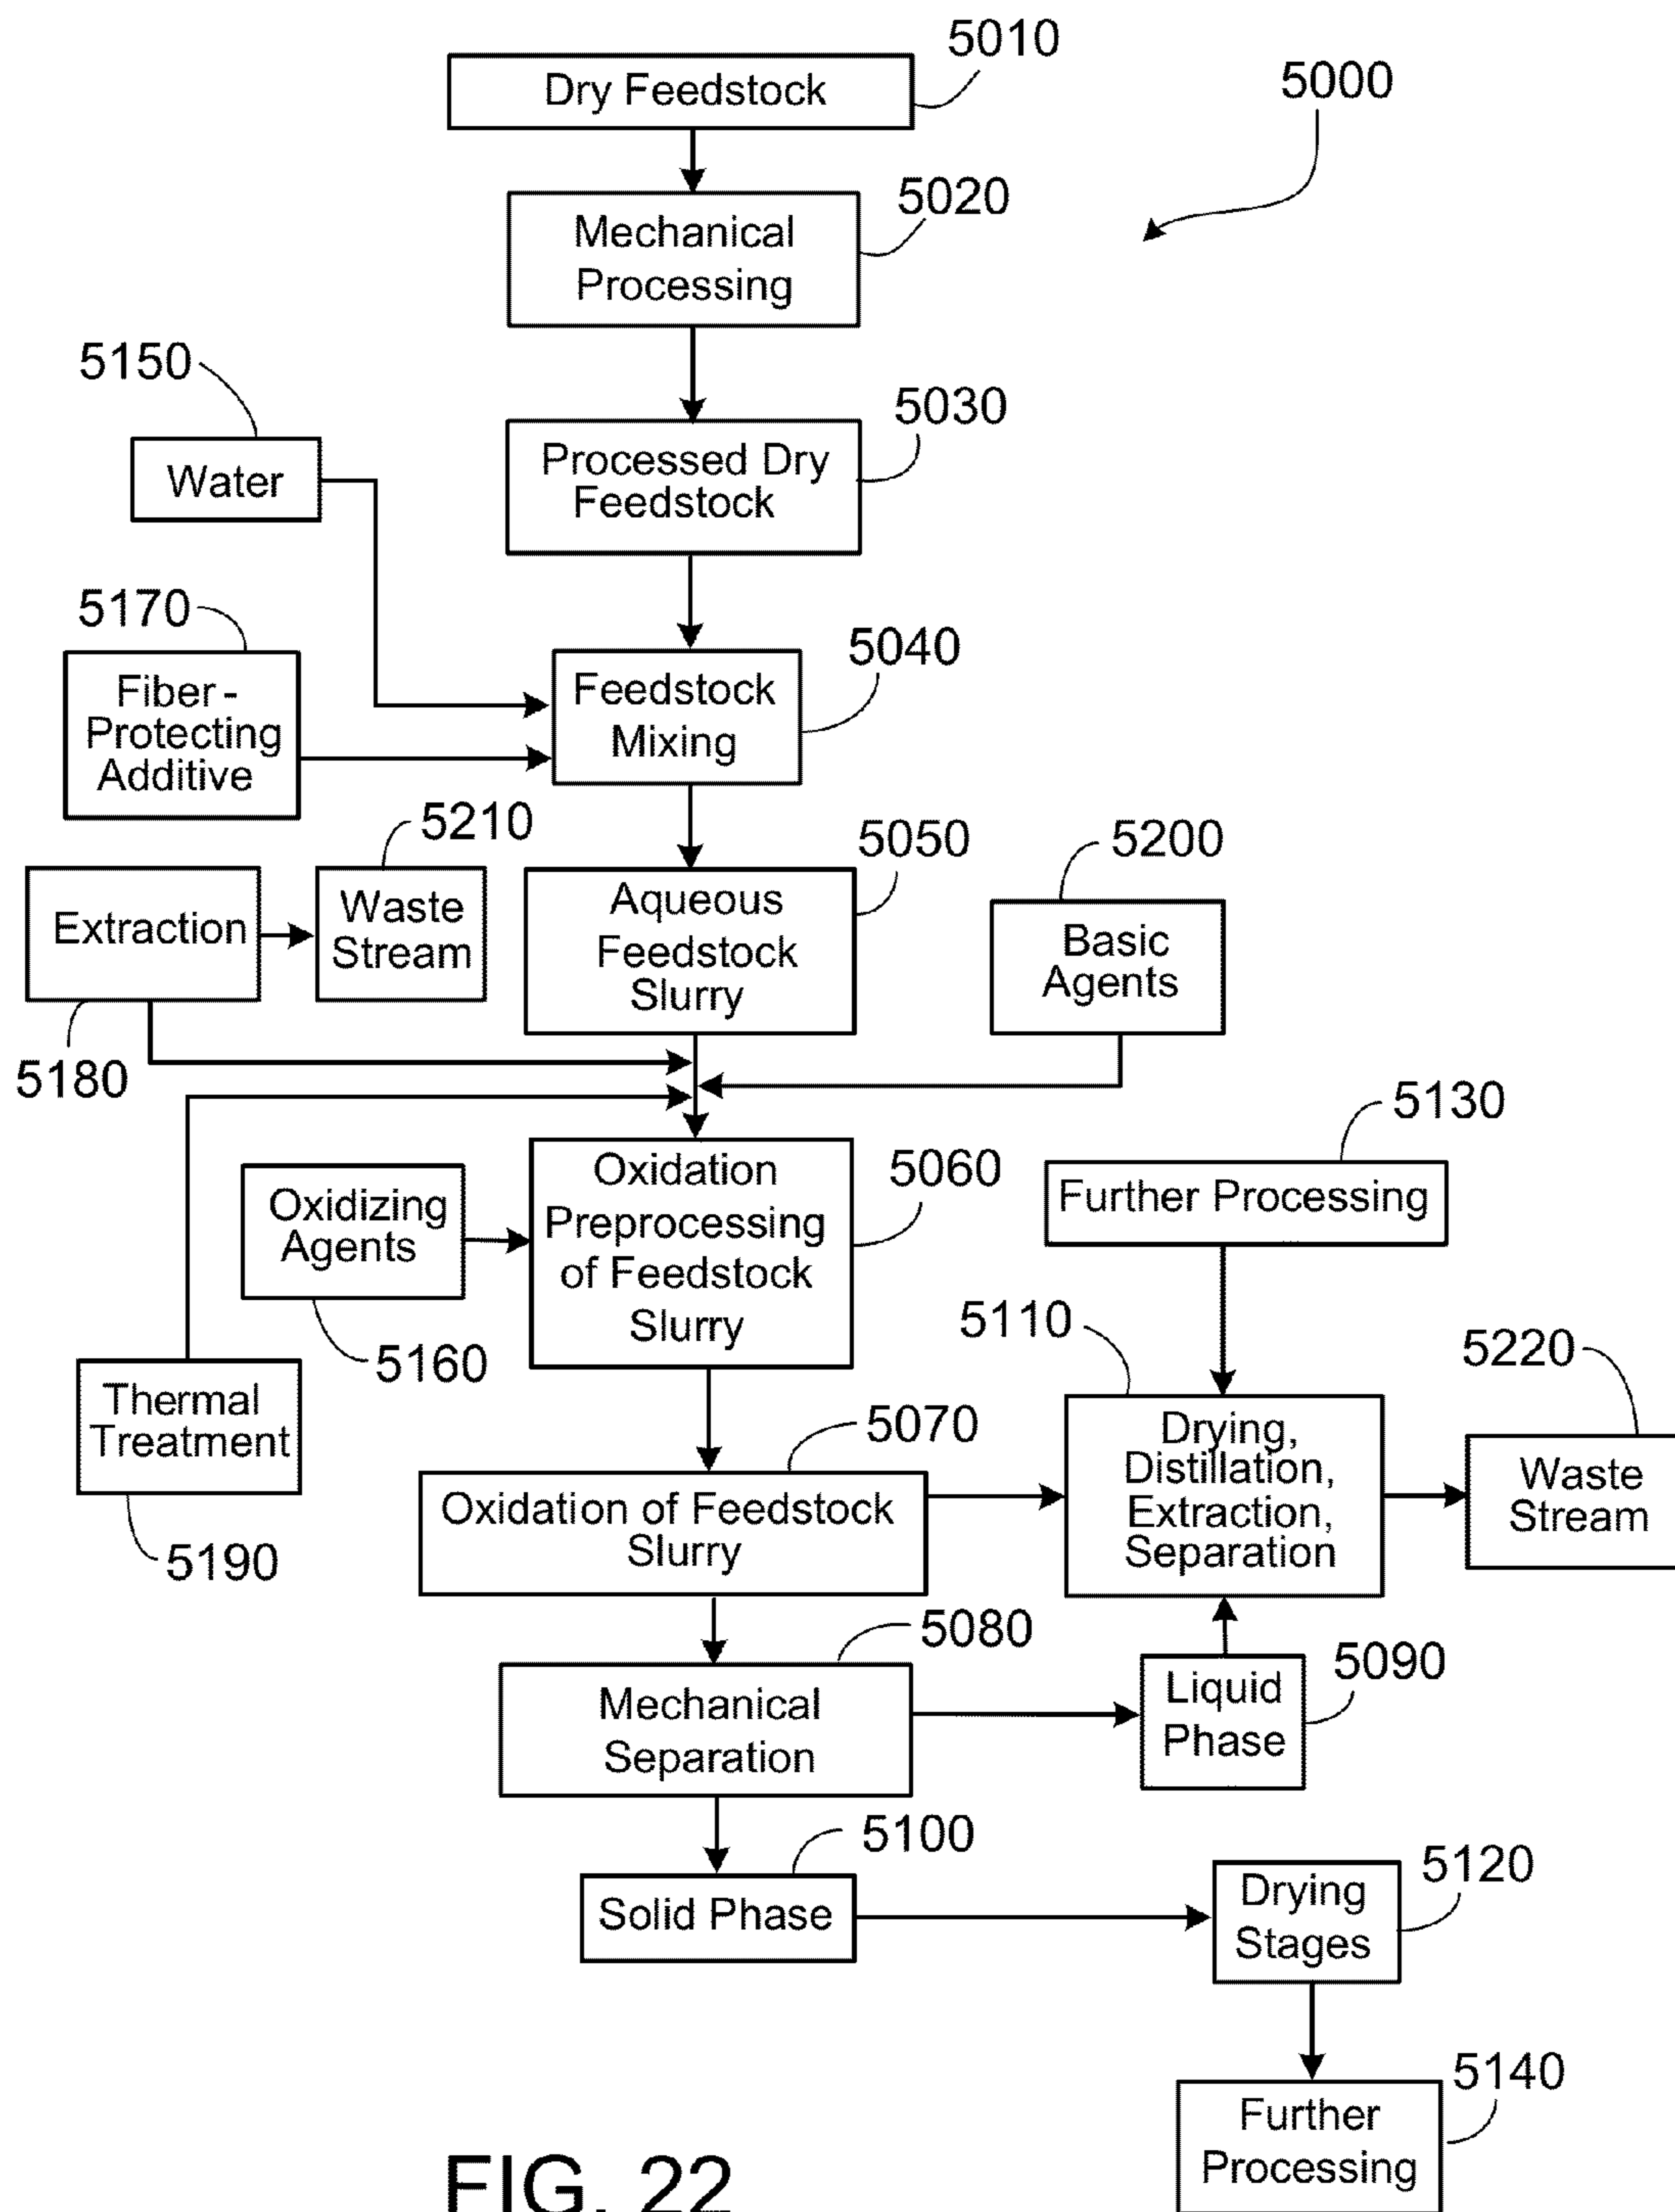 5010
Dry Feedstock
5000
5020
Mechanical
Processing
5150
5030
Water
Processed Dry
Feedstock
5170
5040
Fiber-
Protecting
Additive
Feedstock
Mixing
5210
5050
5200
Extraction
Waste
Stream
Aqueous
Feedstock
Slurry
Basic
Agents
5180
5130
Oxidizing
Agents
Oxidation
Preprocessing
of Feedstock
Slurry
5060
Further Processing
5160
5110
5220
Thermal
Treatment
5070
Drying,
Distillation,
Extraction,
Separation
Waste
Stream
5190
Oxidation of Feedstock
Slurry
5080
5090
Mechanical
Separation
Liquid
Phase
5100
5120
Solid Phase
Drying
Stages
5140
Further
Processing
FIG. 22